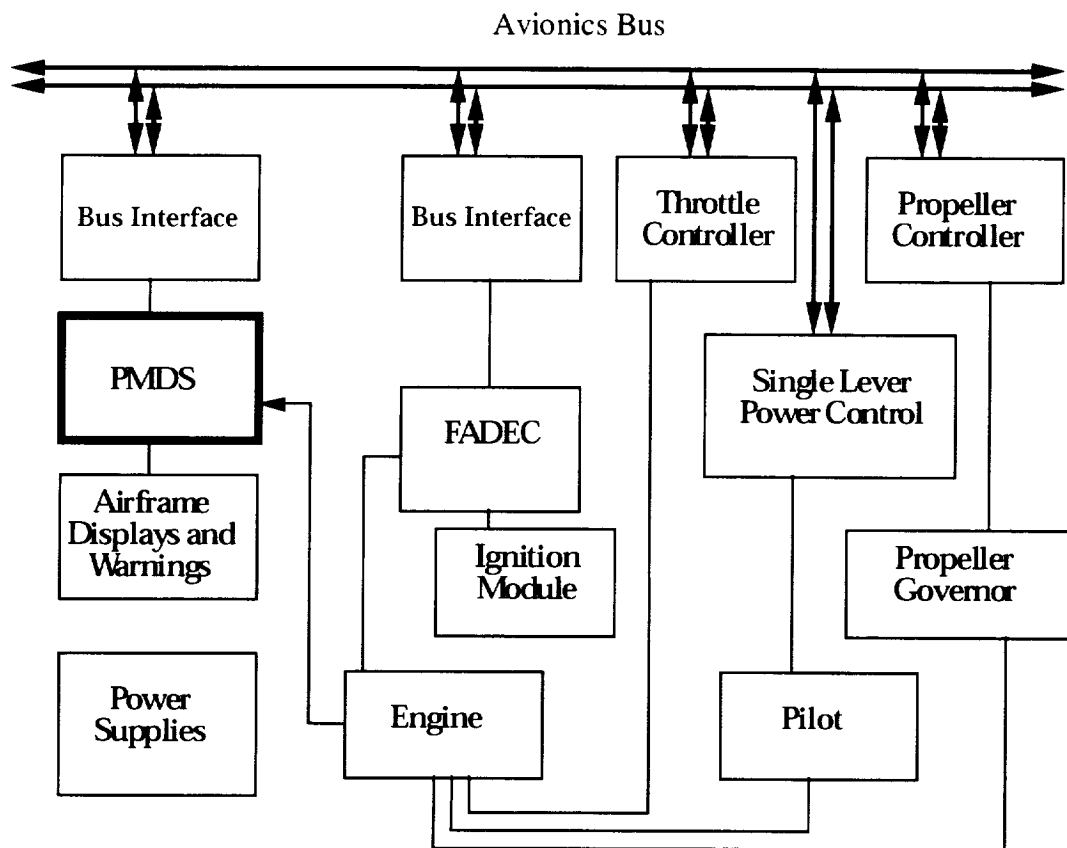 Avionics Bus
Bus Interface
Bus Interface
Throttle
Controller
Propeller
Controller
PMDS
FADEC
Single Lever
Power Control
Airframe
Displays and
Warnings
Ignition
Module
Propeller
Governor
Power
Supplies
Engine
Pilot